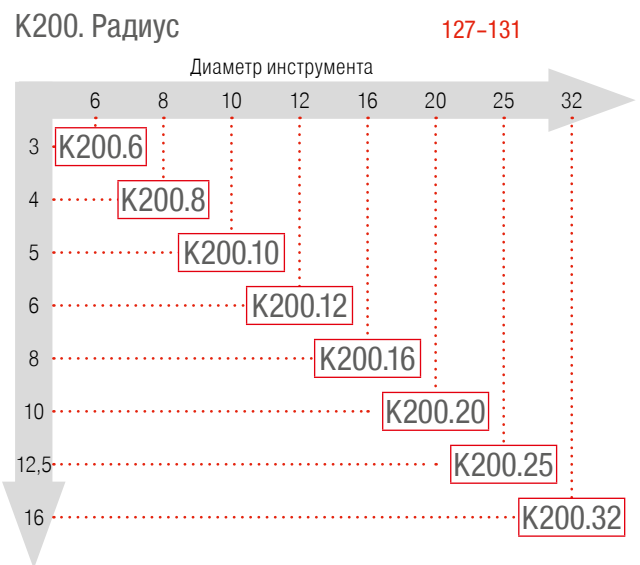 К200. Радиус 127–131
Диаметр инструмента
6 8 10 12 16 20 25 32
3 K200.6
4 K200.8
5 K200.10
6 K200.12
8 K200.16
10 K200.20
12,5 K200.25
16 K200.32